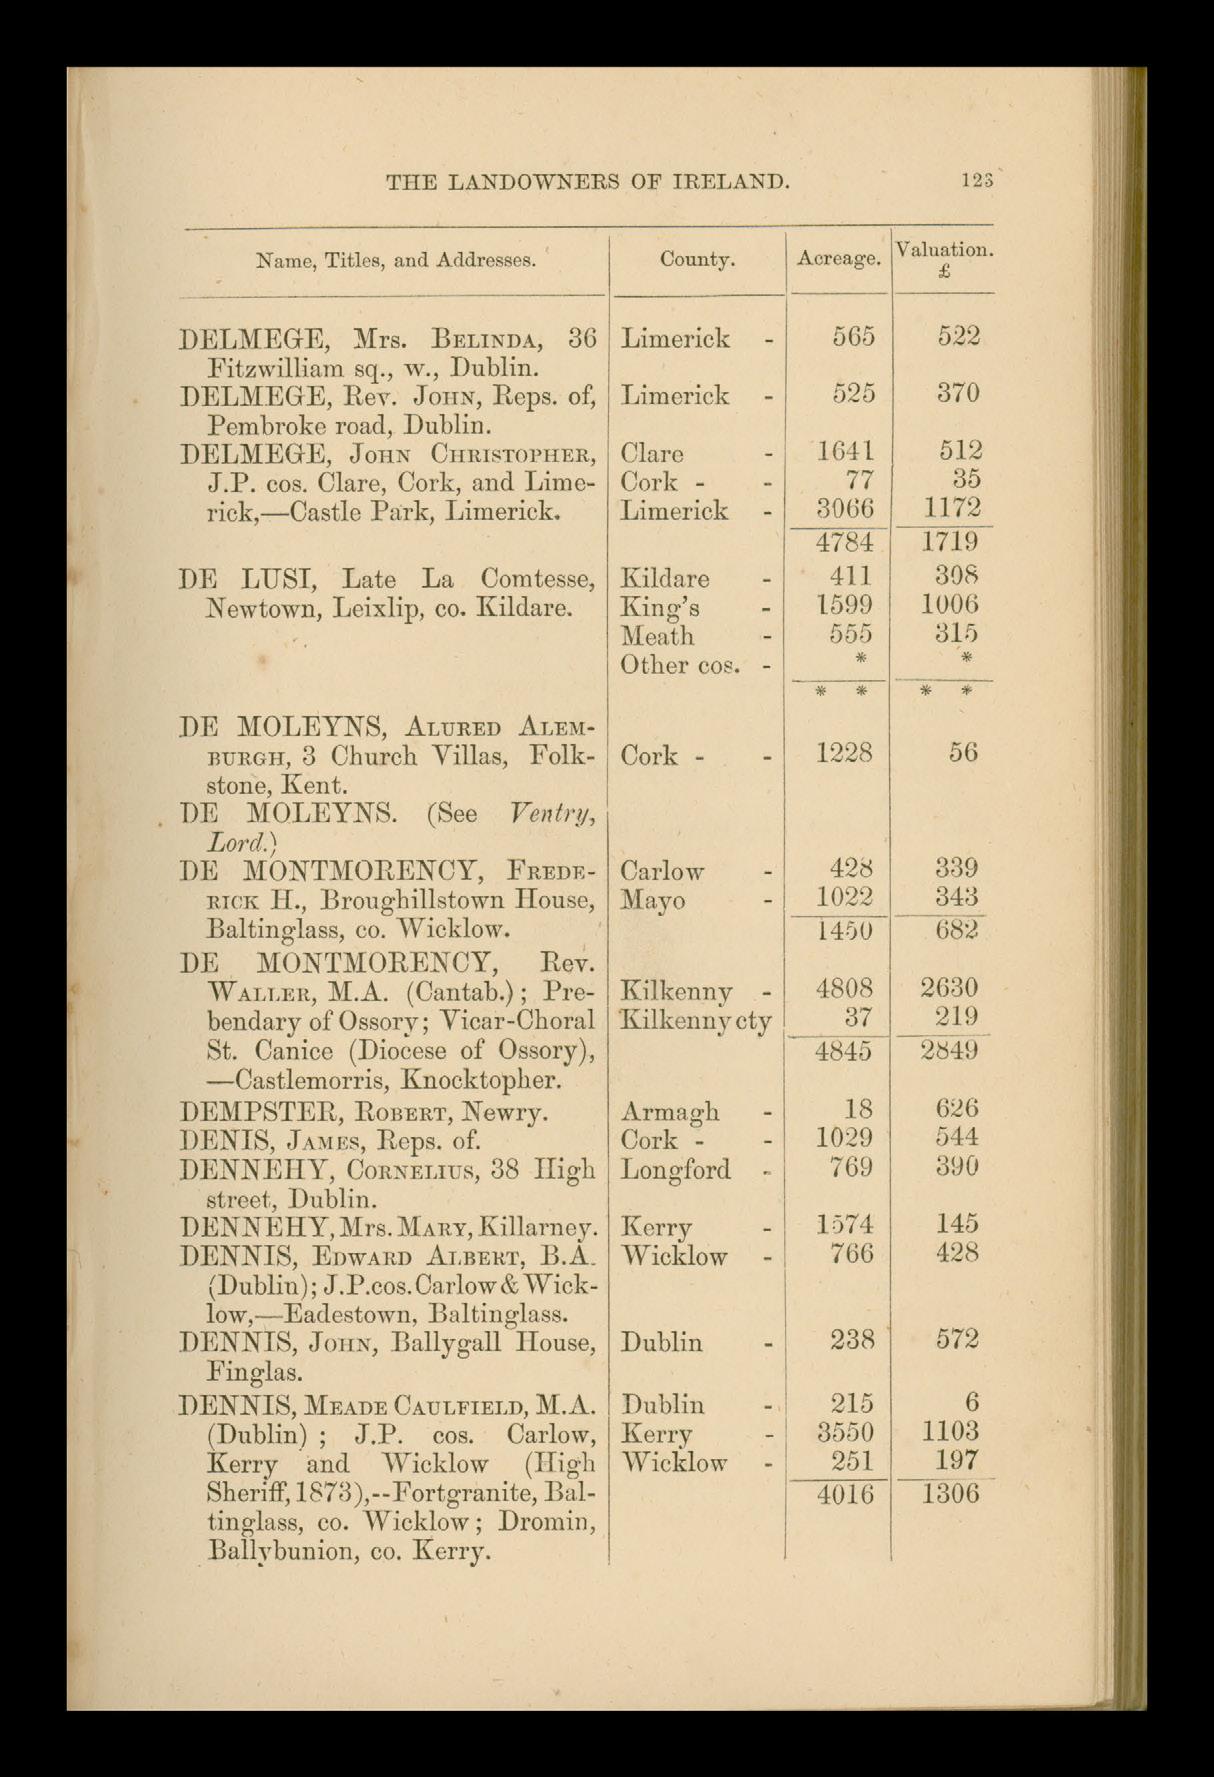 THE LANDOWNERS OF IRELAND. 123
Name, Titles, and Addresses. County. Acreage. Valuation.
£
DELMEGE, Mrs. BELINDA, 36 Limerick - 565 522
Fitzwilliam sq., w., Dublin.
DELMEGE, Rev. JOHN, Reps. of, Limerick - 525 370
Pembroke road, Dublin.
DELMEGE, JOHN CHRISTOPHER, Clare - 1641 512
J.P. cos. Clare, Cork, and Lime- Cork - - 77 35
rick,—Castle Park, Limerick. Limerick - 3066 1172
4784 1719
DE LUSI, Late La Comtesse, Kildare - 411 398
Newtown, Leixlip, co. Kildare. King's - 1599 1006
Meath - 555 315
Other cos. - * *
* * * *
DE MOLEYNS, ALURED ALEM-
BURGH, 3 Church Villas, Folk- Cork - - 1228 56
stone, Kent.
DE MOLEYNS. (See Ventry,
Lord.)
DE MONTMORENCY, FREDE- Carlow - 428 339
RICK H., Broughillstown House, Mayo - 1022 343
Baltinglass, co. Wicklow. 1450 682
DE MONTMORENCY, Rev.
WALLER, M.A. (Cantab.); Pre- Kilkenny - 4808 2630
bendary of Ossory; Vicar-Choral Kilkenny cty 37 219
St. Canice (Diocese of Ossory), 4845 2849
—Castlemorris, Knocktopher.
DEMPSTER, ROBERT, Newry. Armagh - 18 626
DENIS, JAMES, Reps. of. Cork - - 1029 544
DENNEHY, CORNELIUS, 38 High Longford - 769 390
street, Dublin.
DENNEHY, Mrs. MARY, Killarney. Kerry - 1574 145
DENNIS, EDWARD ALBERT, B.A. Wicklow - 766 428
(Dublin); J.P. cos. Carlow & Wick-
low,—Eadestown, Baltinglass.
DENNIS, JOHN, Ballygall House, Dublin - 238 572
Finglas.
DENNIS, MEADE CAULFIELD, M.A. Dublin - 215 6
(Dublin) ; J.P. cos. Carlow, Kerry - 3550 1103
Kerry and Wicklow (High Wicklow - 251 197
Sheriff, 1873),--Fortgranite, Bal- 4016 1306
tinglass, co. Wicklow; Dromin,
Ballybunion, co. Kerry.